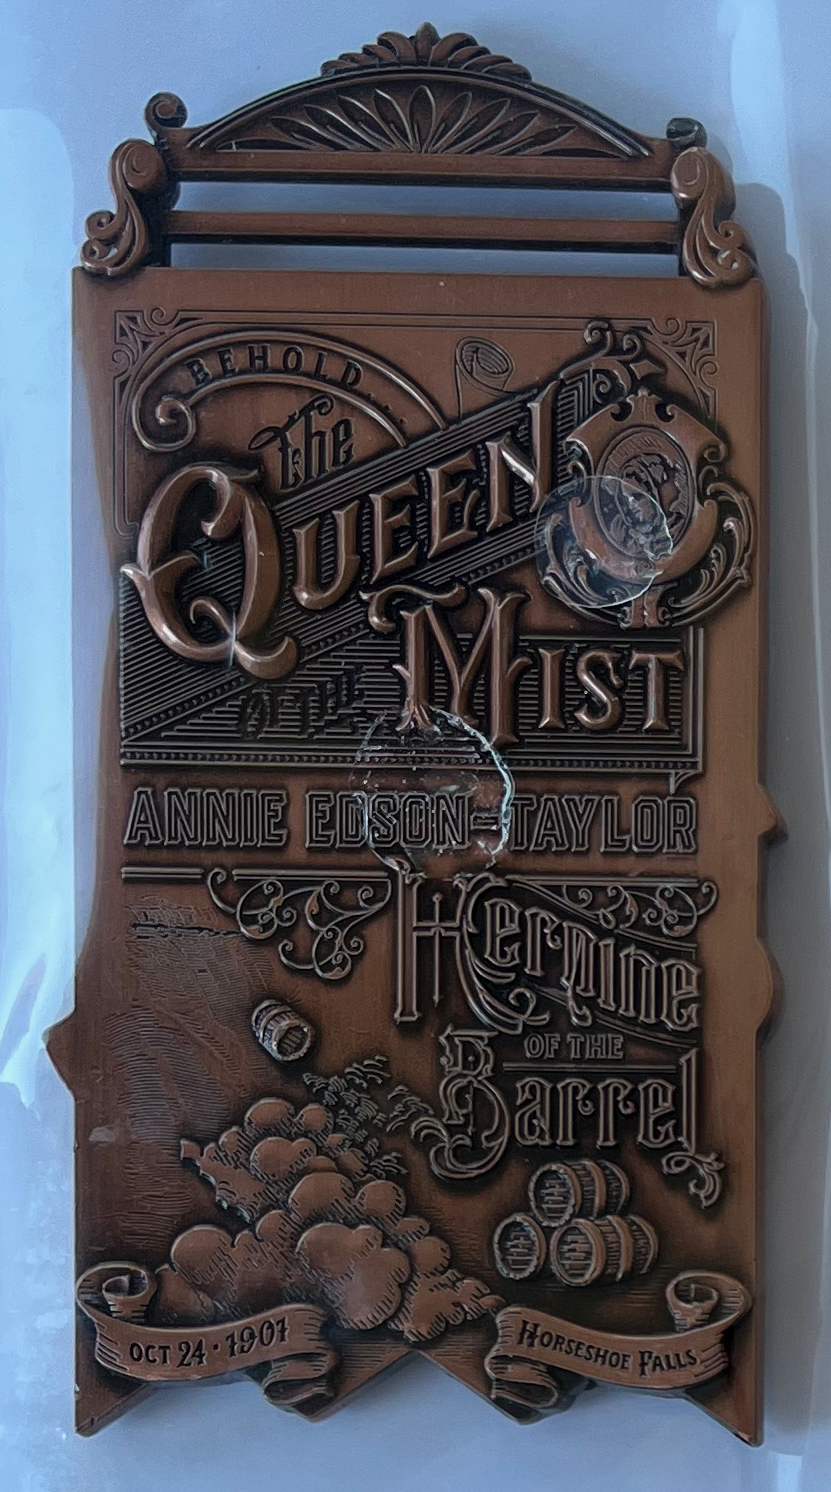 BEHOLD...
The
QUEEN
OF THE
MIST
ANNIE EDSON-TAYLOR
Heroine
OF THE
Barrel
OCT 24 · 1901
HORSESHOE FALLS